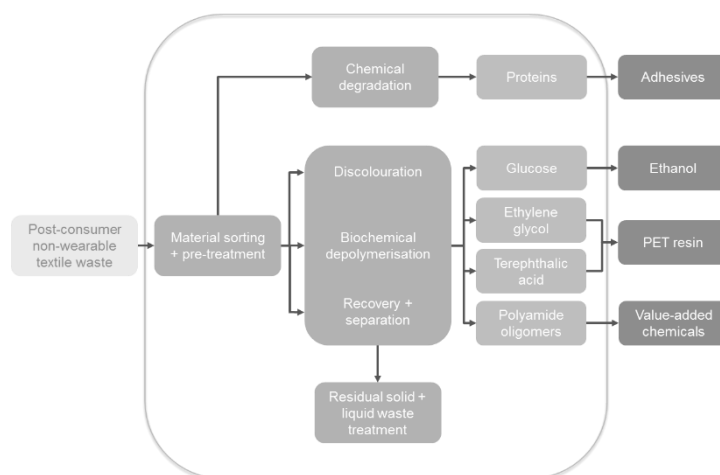 Chemical
degradation
Proteins
Adhesives
Discolouration
Glucose
Ethanol
Post-consumer
non-wearable
textile waste
Material sorting
+ pre-treatment
Biochemical
depolymerisation
Ethylene
glycol
Terephthalic
acid
PET resin
Recovery +
separation
Polyamide
oligomers
Value-added
chemicals
Residual solid +
liquid waste
treatment